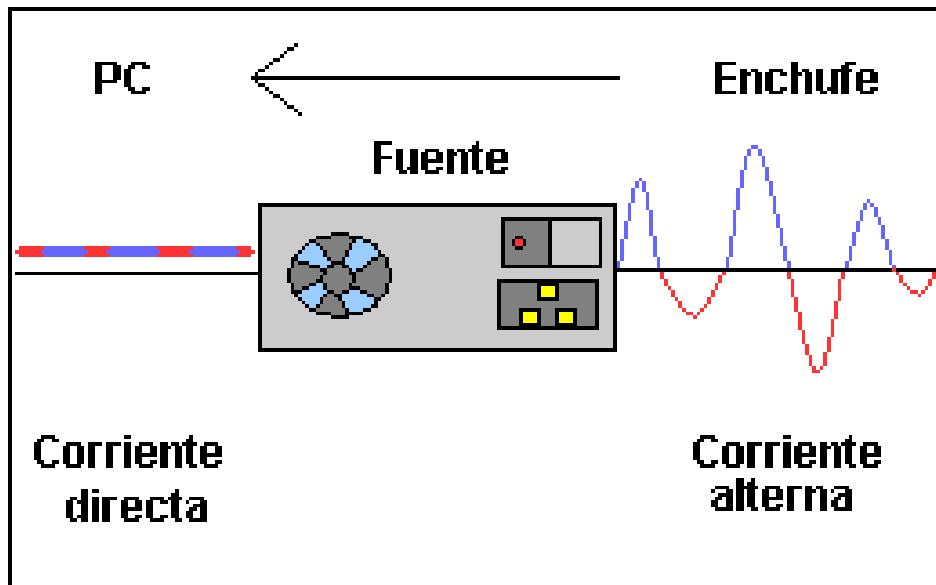 PC
Enchufe
Fuente
Corriente
directa
Corriente
alterna